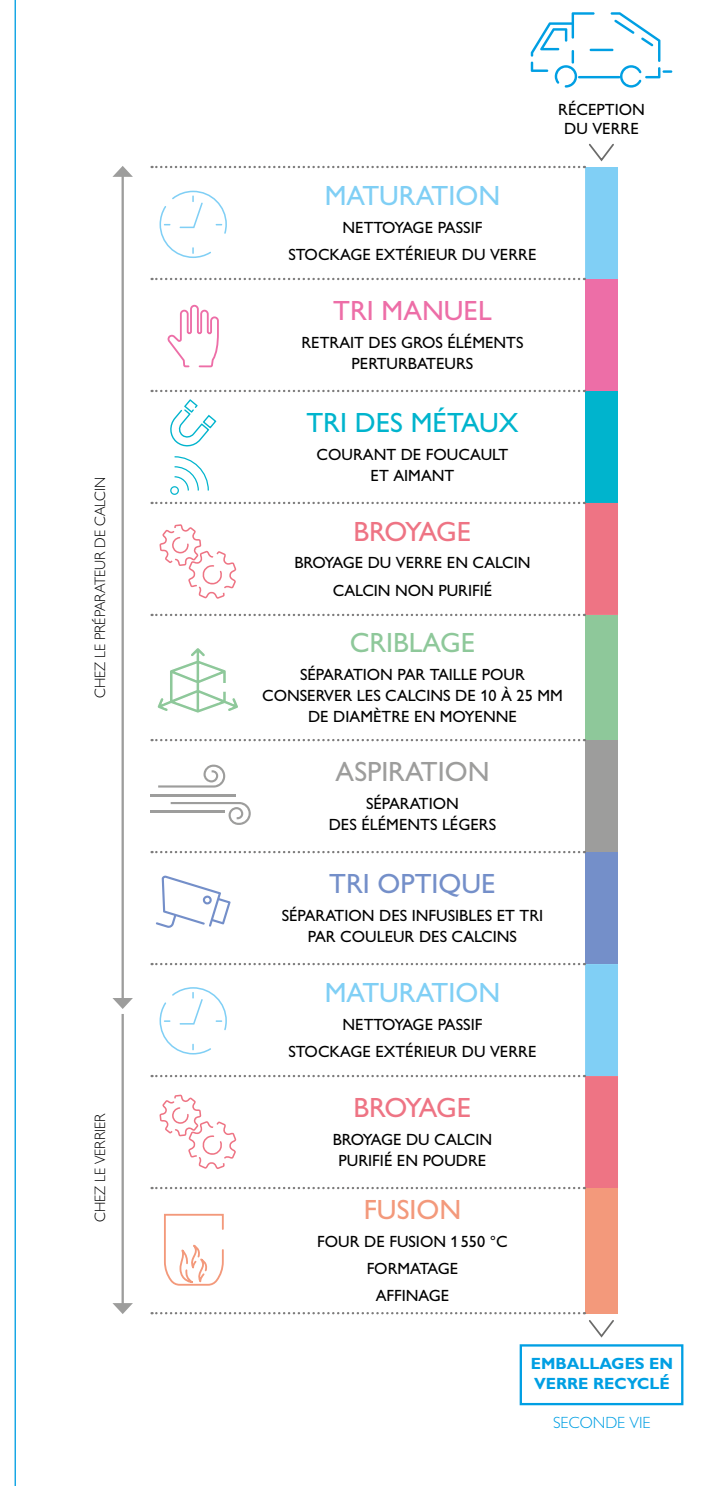 RÉCEPTION
DU VERRE
CHEZ LE PRÉPARATEUR DE CALCIN
MATURATION
NETTOYAGE PASSIF
STOCKAGE EXTÉRIEUR DU VERRE
TRI MANUEL
RETRAIT DES GROS ÉLÉMENTS
PERTURBATEURS
TRI DES MÉTAUX
COURANT DE FOUCAULT
ET AIMANT
BROYAGE
BROYAGE DU VERRE EN CALCIN
CALCIN NON PURIFIÉ
CRIBLAGE
SÉPARATION PAR TAILLE POUR
CONSERVER LES CALCINS DE 10 À 25 MM
DE DIAMÈTRE EN MOYENNE
ASPIRATION
SÉPARATION
DES ÉLÉMENTS LÉGERS
TRI OPTIQUE
SÉPARATION DES INFUSIBLES ET TRI
PAR COULEUR DES CALCINS
MATURATION
NETTOYAGE PASSIF
STOCKAGE EXTÉRIEUR DU VERRE
CHEZ LE VERRIER
BROYAGE
BROYAGE DU CALCIN
PURIFIÉ EN POUDRE
FUSION
FOUR DE FUSION 1 550 °C
FORMATAGE
AFFINAGE
EMBALLAGES EN
VERRE RECYCLÉ
SECONDE VIE